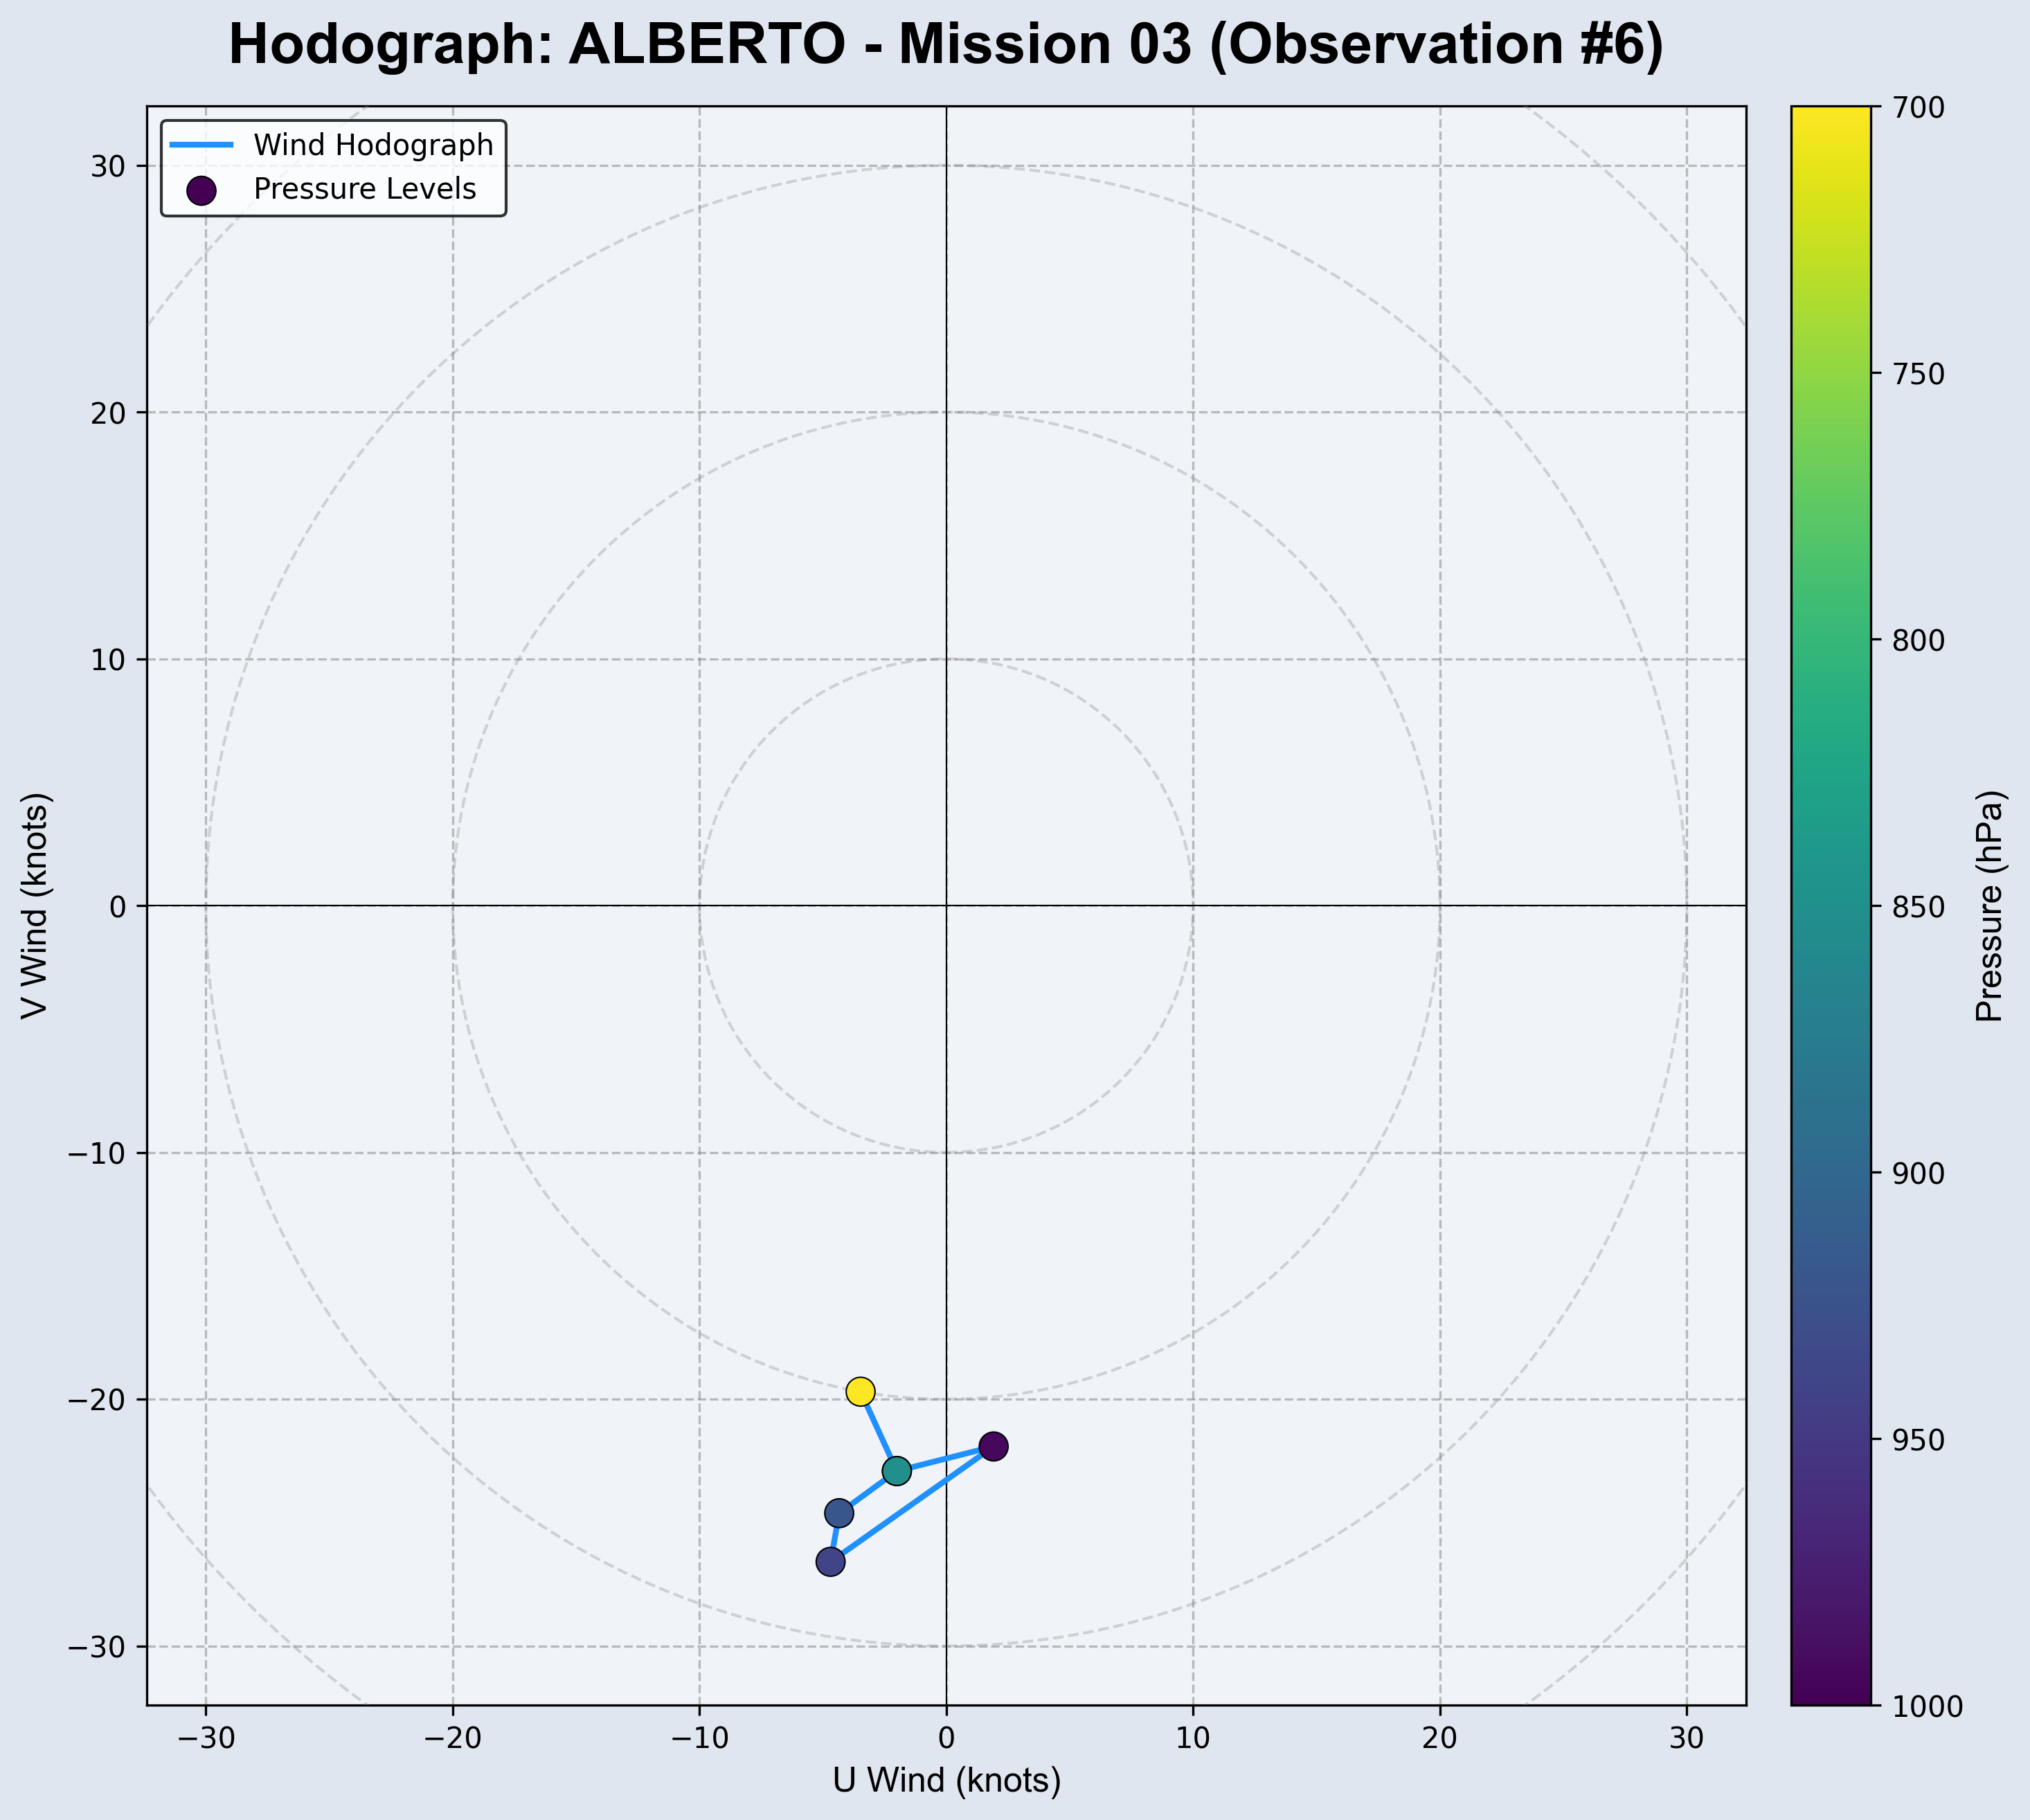 Hodograph: ALBERTO - Mission 03 (Observation #6)
Wind Hodograph
Pressure Levels
V Wind (knots)
30
20
10
0
−10
−20
−30
−30 −20 −10 0 10 20 30
U Wind (knots)
700
750
800
850
900
950
1000
Pressure (hPa)